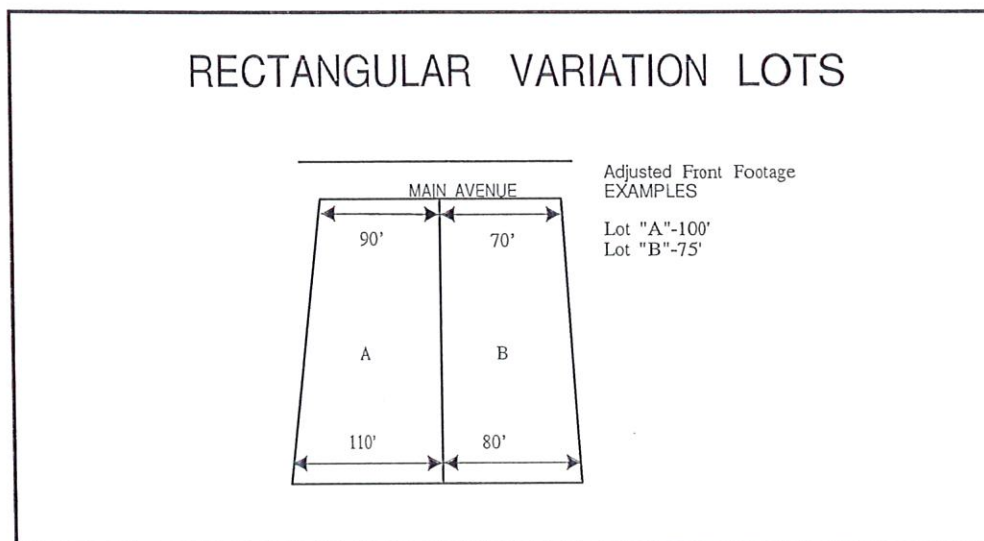 RECTANGULAR VARIATION LOTS
MAIN AVENUE
Adjusted Front Footage
EXAMPLES
Lot "A"-100'
Lot "B"-75'
90'
70'
A
B
110'
80'